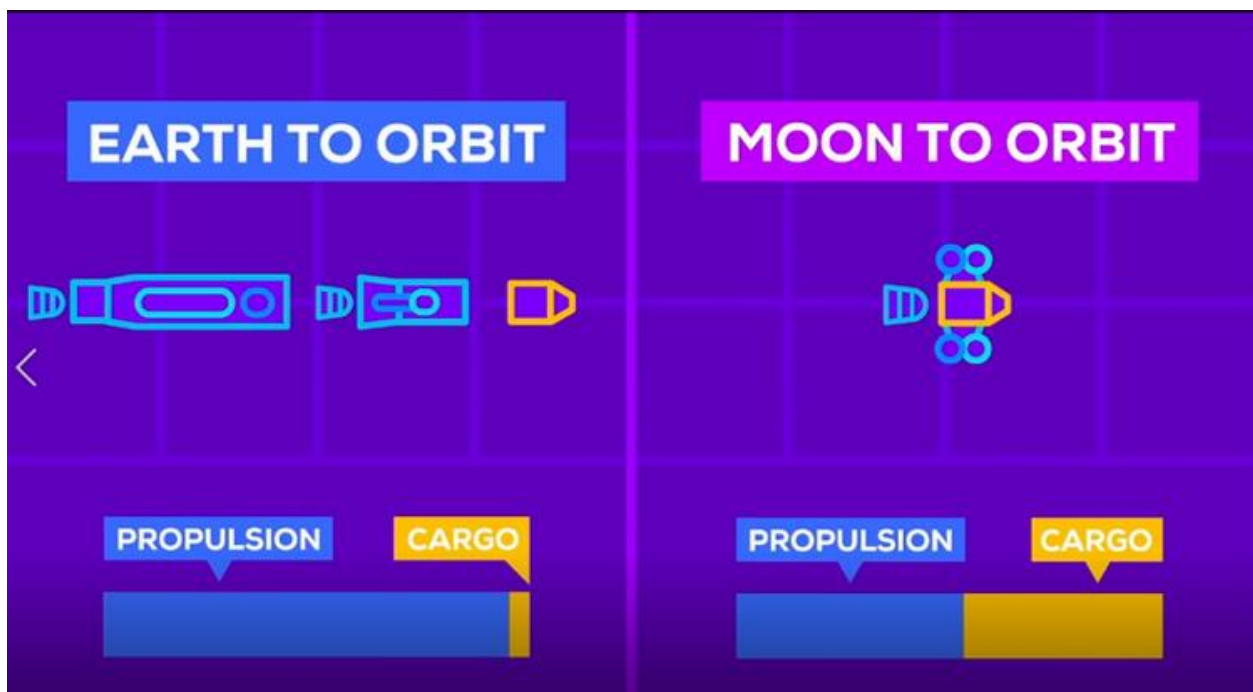 EARTH TO ORBIT
MOON TO ORBIT
PROPULSION
CARGO
PROPULSION
CARGO